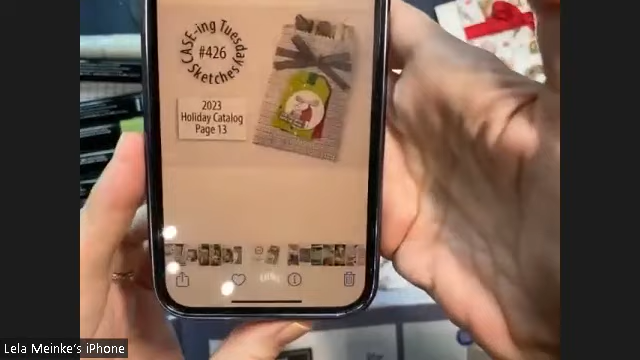 CASE-ing Tuesday
#426
Sketches
2023
Holiday Catalog
Page 13
Lela Meinke's iPhone